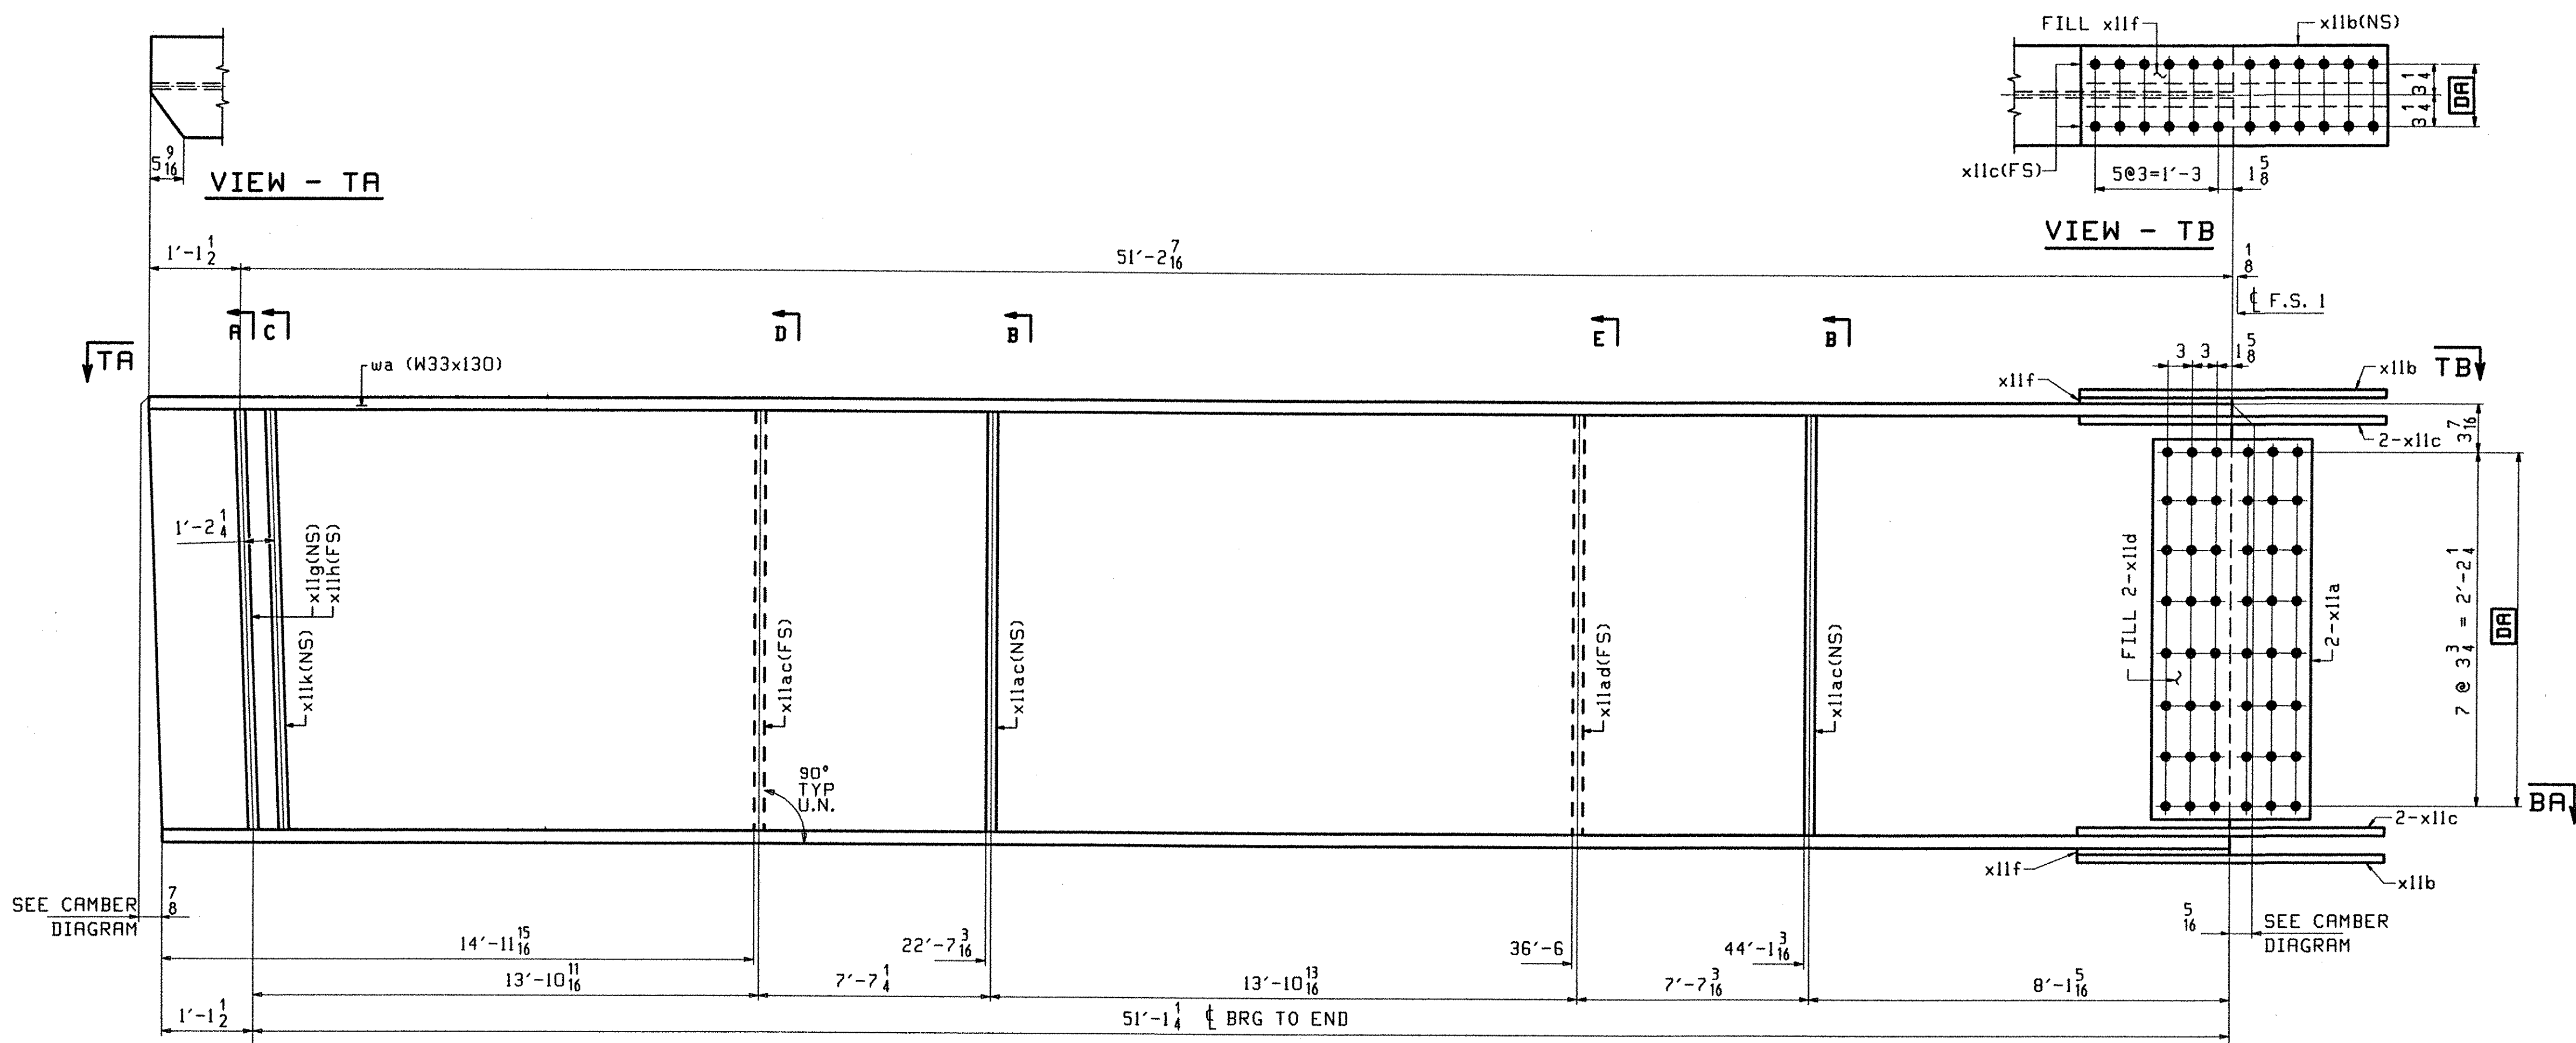 FILL x11f
x11b(NS)
3 1/4
3 1/4
DA
5 9/16
x11c(FS)
5@3=1'-3
1 5/8
VIEW - TA
VIEW - TB
1'-1 1/2
51'-2 7/16
1/8
℄ F.S. 1
A
C
D
B
E
B
TA
wa (W33x130)
3
3
1 5/8
TB
x11f
x11b
2-x11c
3 7/16
1'-2 1/4
x11g(NS)
x11h(FS)
x11k(NS)
x11ac(FS)
x11ac(NS)
x11ad(FS)
x11ac(NS)
FILL 2-x11d
2-x11a
7 @ 3 3/4 = 2'-2 1/4
DA
90°
TYP
U.N.
BA
2-x11c
x11f
x11b
SEE CAMBER
DIAGRAM
7/8
5/16
SEE CAMBER
DIAGRAM
14'-11 15/16
22'-7 3/16
36'-6
44'-1 3/16
13'-10 11/16
7'-7 1/4
13'-10 13/16
7'-7 3/16
8'-1 5/16
1'-1 1/2
51'-1 1/4 ℄ BRG TO END